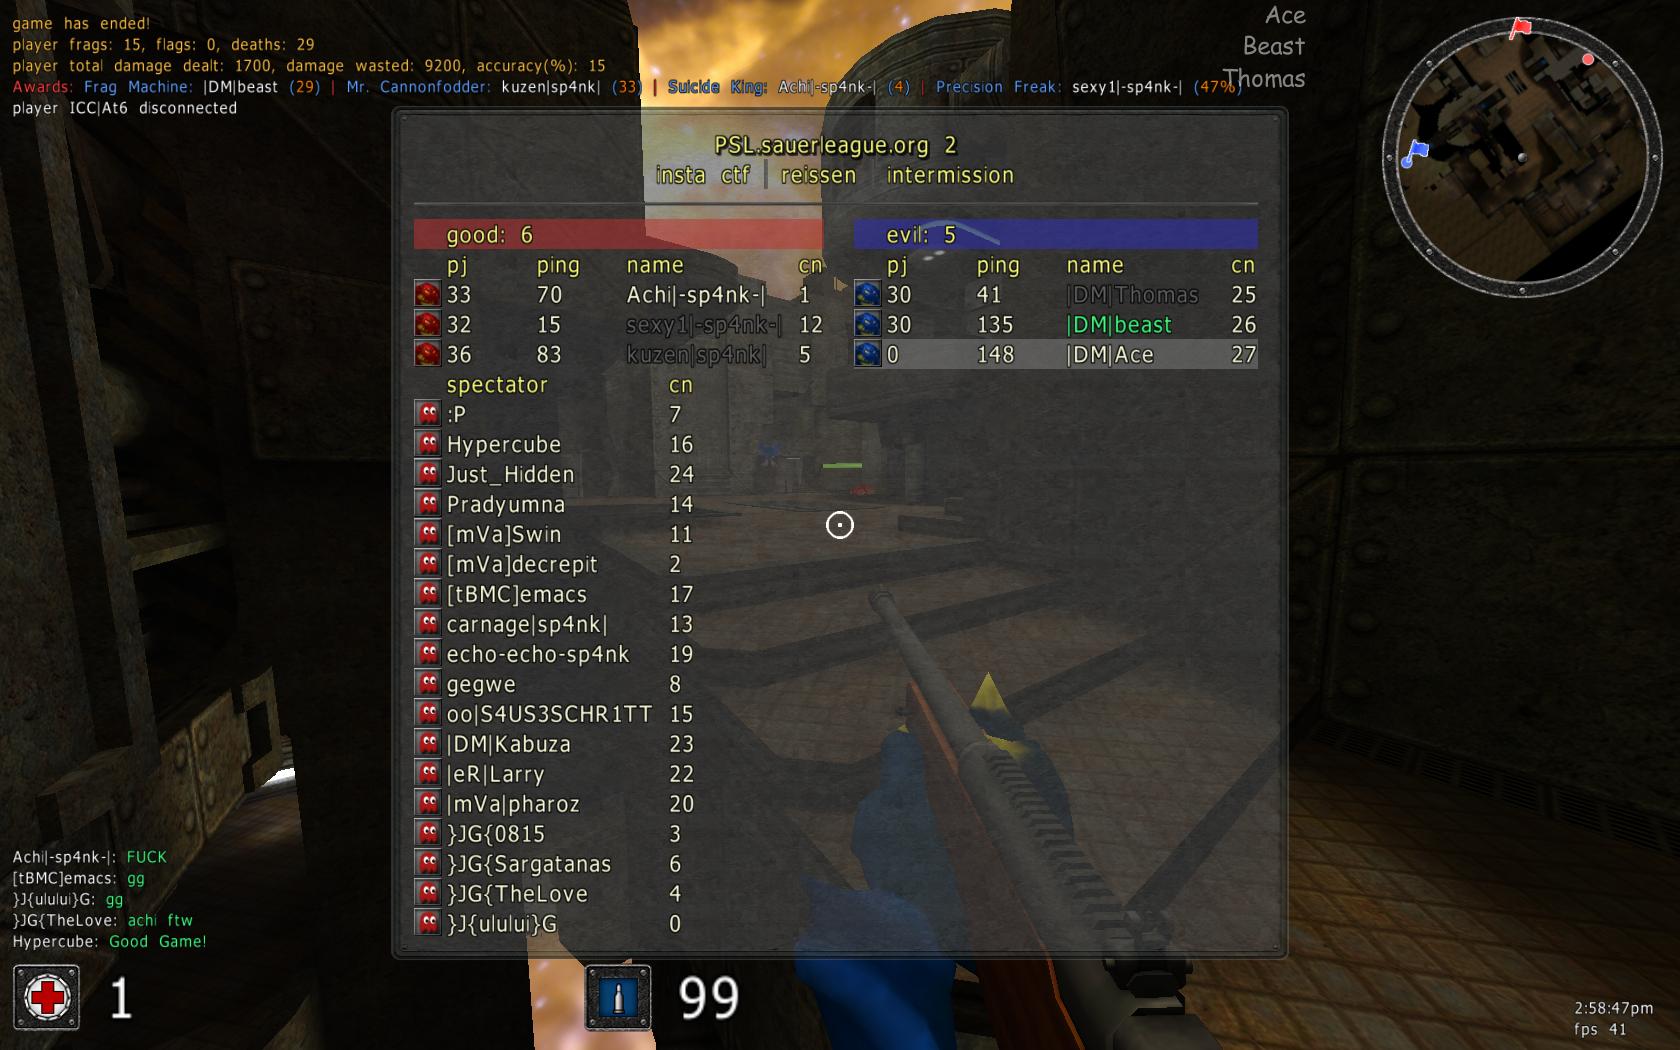 game has ended!
player frags: 15, flags: 0, deaths: 29
player total damage dealt: 1700, damage wasted: 9200, accuracy(%): 15
Awards: Frag Machine: |DM|beast (29) | Mr. Cannonfodder: kuzen|sp4nk| (33) | Suicide King: Achi|-sp4nk-| (4) | Precision Freak: sexy1|-sp4nk-| (47%)
player ICC|At6 disconnected
Ace
Beast
Thomas
PSL.sauerleague.org 2
insta ctf | reissen | intermission
good: 6
pj ping name cn
33 70 Achi|-sp4nk-| 1
32 15 sexy1|-sp4nk-| 12
36 83 kuzen|sp4nk| 5
evil: 5
pj ping name cn
30 41 |DM|Thomas 25
30 135 |DM|beast 26
0 148 |DM|Ace 27
spectator cn
:P 7
Hypercube 16
Just_Hidden 24
Pradyumna 14
[mVa]Swin 11
[mVa]decrepit 2
[tBMC]emacs 17
carnage|sp4nk| 13
echo-echo-sp4nk 19
gegwe 8
oo|S4US3SCHR1TT 15
|DM|Kabuza 23
|eR|Larry 22
|mVa|pharoz 20
}JG{0815 3
}JG{Sargatanas 6
}JG{TheLove 4
}J{ululuі}G 0
Achi|-sp4nk-|: FUCK
[tBMC]emacs: gg
}J{ului}G: gg
}JG{TheLove: achi ftw
Hypercube: Good Game!
1
99
2:58:47pm
fps 41